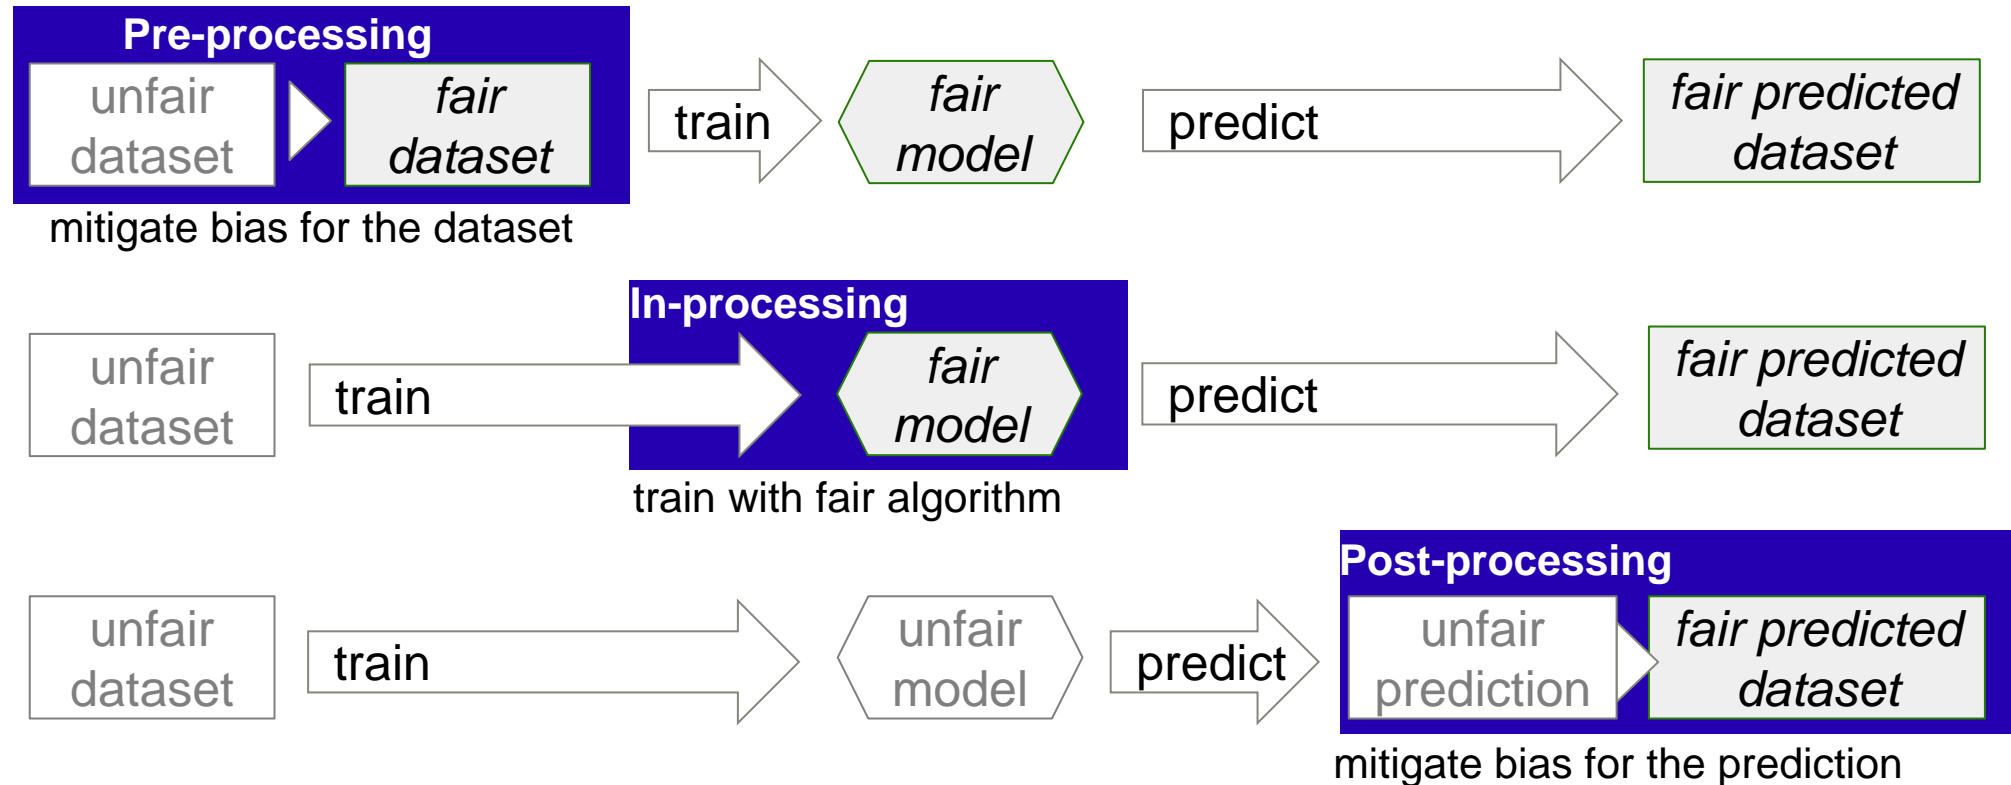 Pre-processing
unfair
dataset
fair
dataset
train
fair
model
predict
fair predicted
dataset
mitigate bias for the dataset
In-processing
unfair
dataset
train
fair
model
predict
fair predicted
dataset
train with fair algorithm
Post-processing
unfair
dataset
train
unfair
model
predict
unfair
prediction
fair predicted
dataset
mitigate bias for the prediction